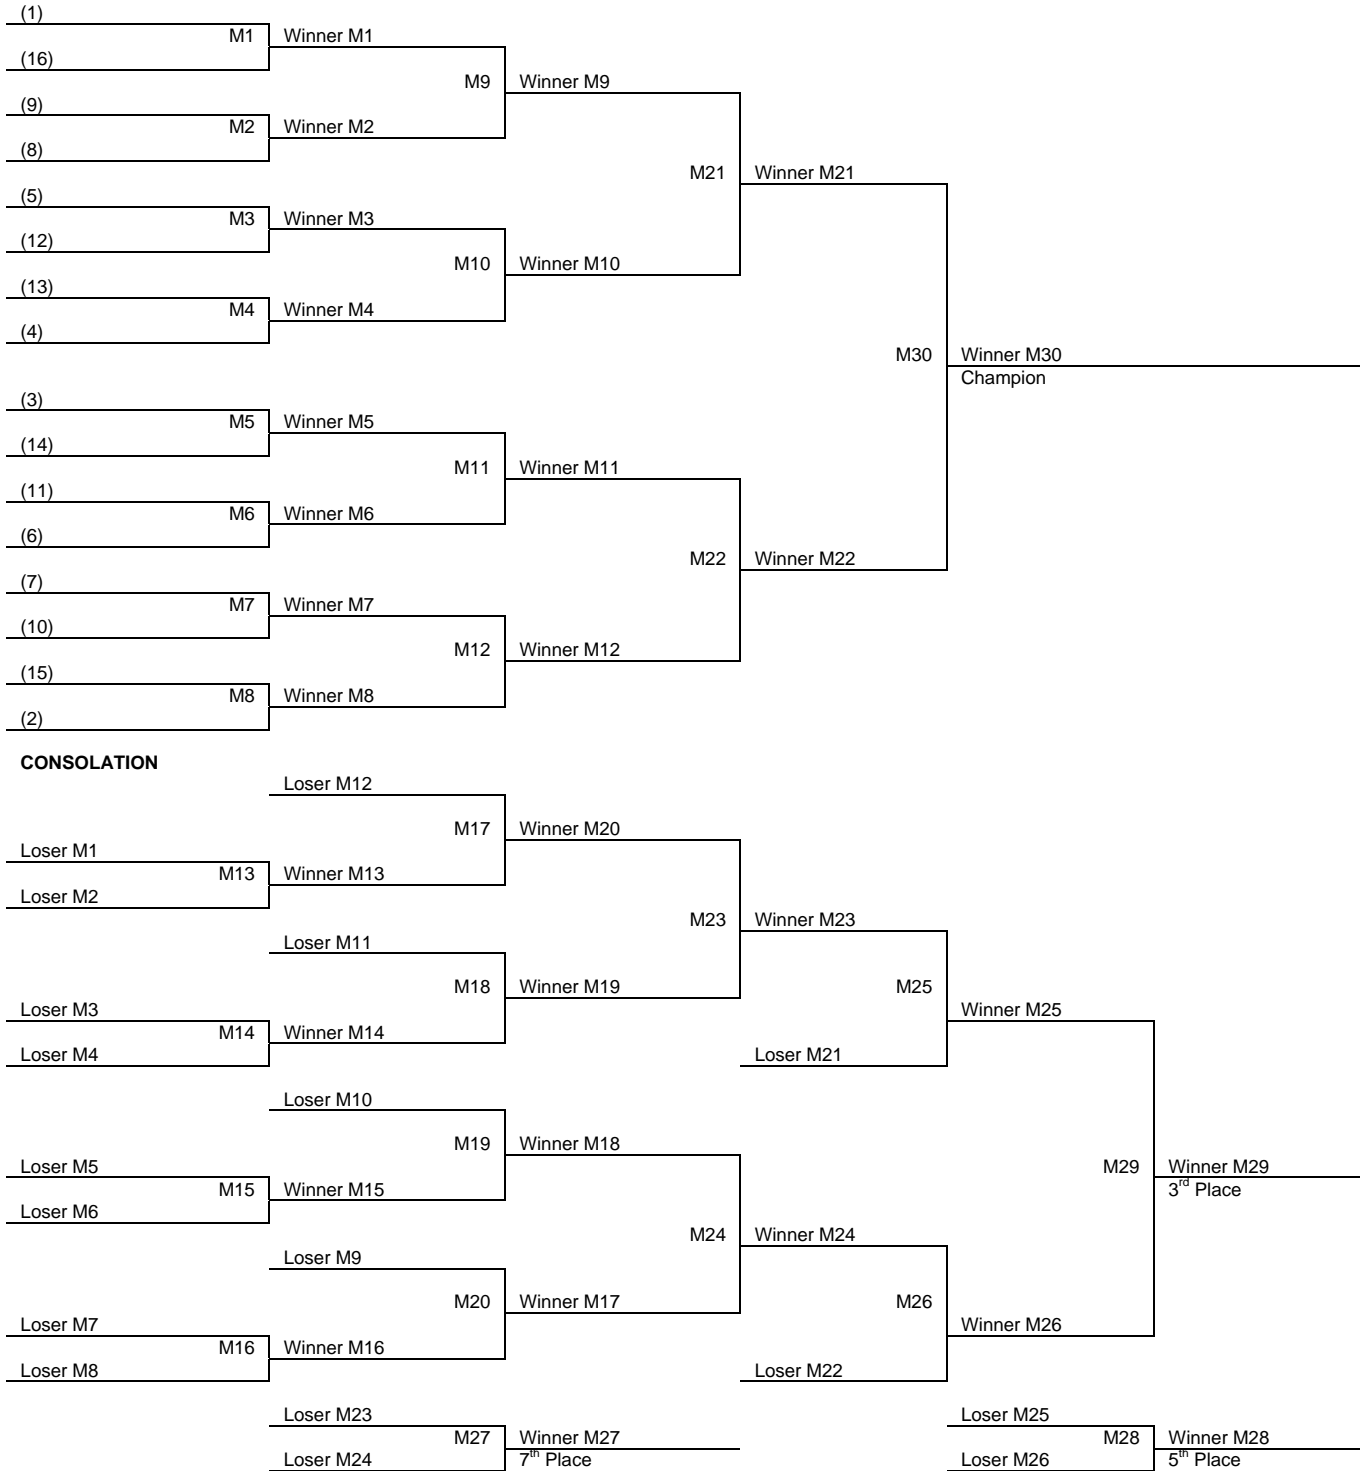 (1)
M1 Winner M1
(16)
M9 Winner M9
(9)
M2 Winner M2
(8)
M21 Winner M21
(5)
M3 Winner M3
(12)
M10 Winner M10
(13)
M4 Winner M4
(4)
M30 Winner M30
Champion
(3)
M5 Winner M5
(14)
M11 Winner M11
(11)
M6 Winner M6
(6)
M22 Winner M22
(7)
M7 Winner M7
(10)
M12 Winner M12
(15)
M8 Winner M8
(2)
CONSOLATION
Loser M12
M17 Winner M20
Loser M1
M13 Winner M13
Loser M2
M23 Winner M23
Loser M11
M18 Winner M19 M25
Loser M3 Winner M25
M14 Winner M14
Loser M4 Loser M21
Loser M10
M19 Winner M18
Loser M5 M29 Winner M29
M15 Winner M15 3rd Place
Loser M6
M24 Winner M24
Loser M9
M20 Winner M17 M26
Loser M7 Winner M26
M16 Winner M16
Loser M8 Loser M22
Loser M23 Loser M25
M27 Winner M27 M28 Winner M28
Loser M24 7th Place Loser M26 5th Place